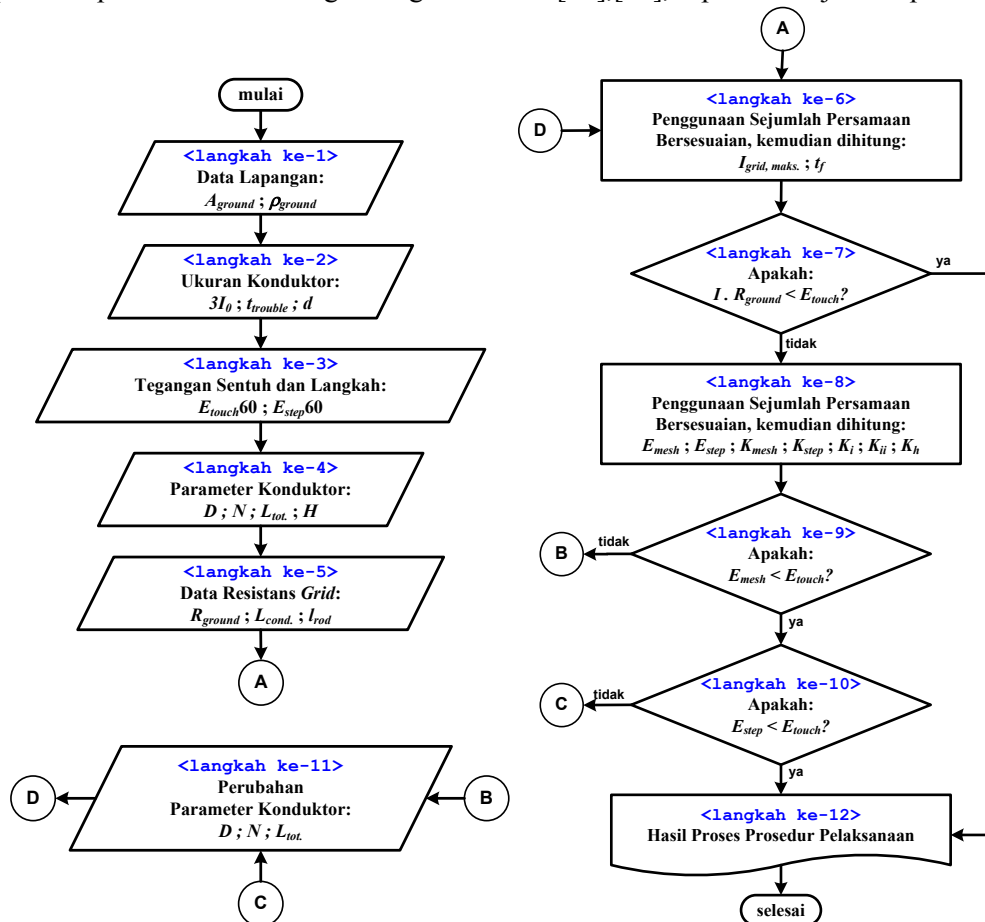 mulai
<langkah ke-1>
Data Lapangan:
A_ground ; ρ_ground
<langkah ke-2>
Ukuran Konduktor:
3I_0 ; t_trouble ; d
<langkah ke-3>
Tegangan Sentuh dan Langkah:
E_touch60 ; E_step60
<langkah ke-4>
Parameter Konduktor:
D ; N ; L_tot. ; H
<langkah ke-5>
Data Resistans Grid:
R_ground ; L_cond. ; l_rod
A
<langkah ke-11>
Perubahan
Parameter Konduktor:
D ; N ; L_tot.
D
B
C
A
D
<langkah ke-6>
Penggunaan Sejumlah Persamaan
Bersesuaian, kemudian dihitung:
I_grid, maks. ; t_f
<langkah ke-7>
Apakah:
I . R_ground < E_touch?
ya
tidak
<langkah ke-8>
Penggunaan Sejumlah Persamaan
Bersesuaian, kemudian dihitung:
E_mesh ; E_step ; K_mesh ; K_step ; K_i ; K_ii ; K_h
<langkah ke-9>
Apakah:
E_mesh < E_touch?
tidak
B
ya
<langkah ke-10>
Apakah:
E_step < E_touch?
tidak
C
ya
<langkah ke-12>
Hasil Proses Prosedur Pelaksanaan
selesai